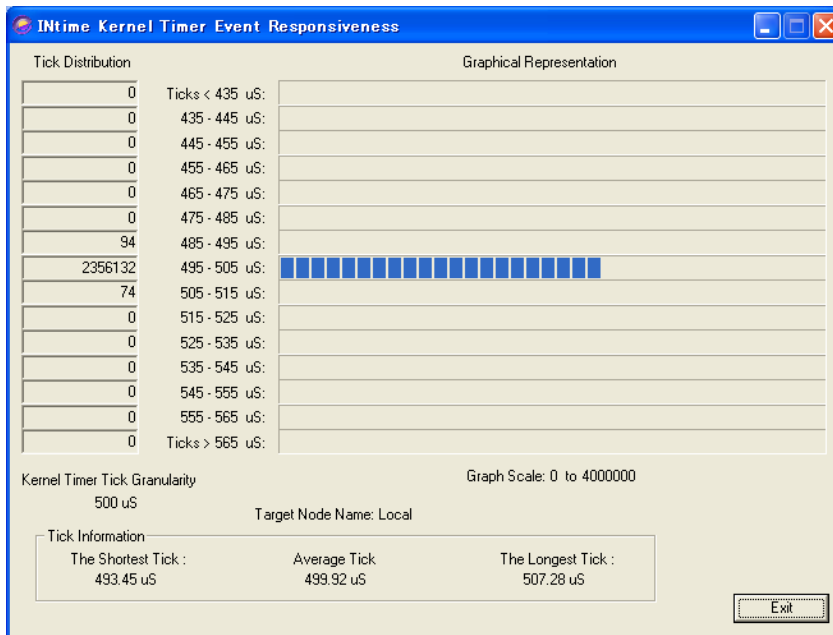 INtime Kernel Timer Event Responsiveness
Tick Distribution Graphical Representation
0 Ticks < 435 uS:
0 435 - 445 uS:
0 445 - 455 uS:
0 455 - 465 uS:
0 465 - 475 uS:
0 475 - 485 uS:
94 485 - 495 uS:
2356132 495 - 505 uS:
74 505 - 515 uS:
0 515 - 525 uS:
0 525 - 535 uS:
0 535 - 545 uS:
0 545 - 555 uS:
0 555 - 565 uS:
0 Ticks > 565 uS:
Kernel Timer Tick Granularity Graph Scale: 0 to 4000000
500 uS
Target Node Name: Local
Tick Information
The Shortest Tick : Average Tick The Longest Tick :
493.45 uS 499.92 uS 507.28 uS
Exit